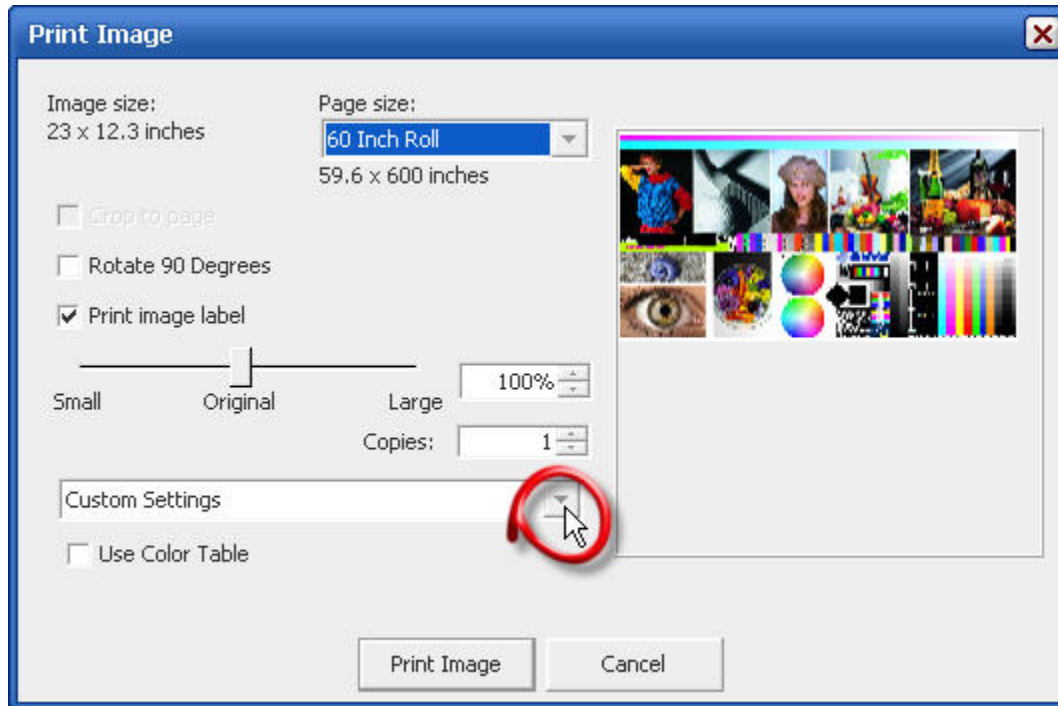 Print Image
Image size:
23 x 12.3 inches
Page size:
60 Inch Roll
59.6 x 600 inches
Crop to page
Rotate 90 Degrees
Print image label
Small
Original
Large
100%
Copies:
1
Custom Settings
Use Color Table
Print Image
Cancel